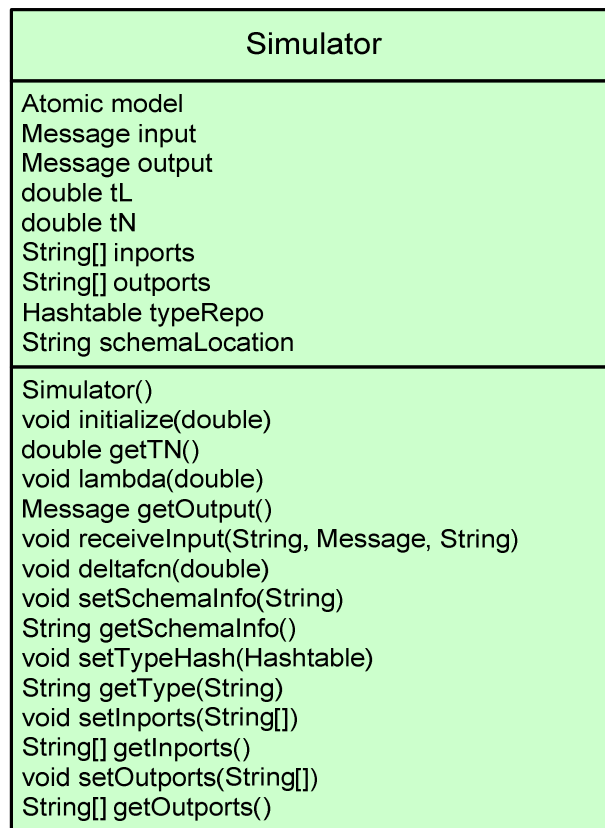 Simulator
Atomic model
Message input
Message output
double tL
double tN
String[] inports
String[] outports
Hashtable typeRepo
String schemaLocation
Simulator()
void initialize(double)
double getTN()
void lambda(double)
Message getOutput()
void receiveInput(String, Message, String)
void deltafcn(double)
void setSchemaInfo(String)
String getSchemaInfo()
void setTypeHash(Hashtable)
String getType(String)
void setInports(String[])
String[] getInports()
void setOutports(String[])
String[] getOutports()